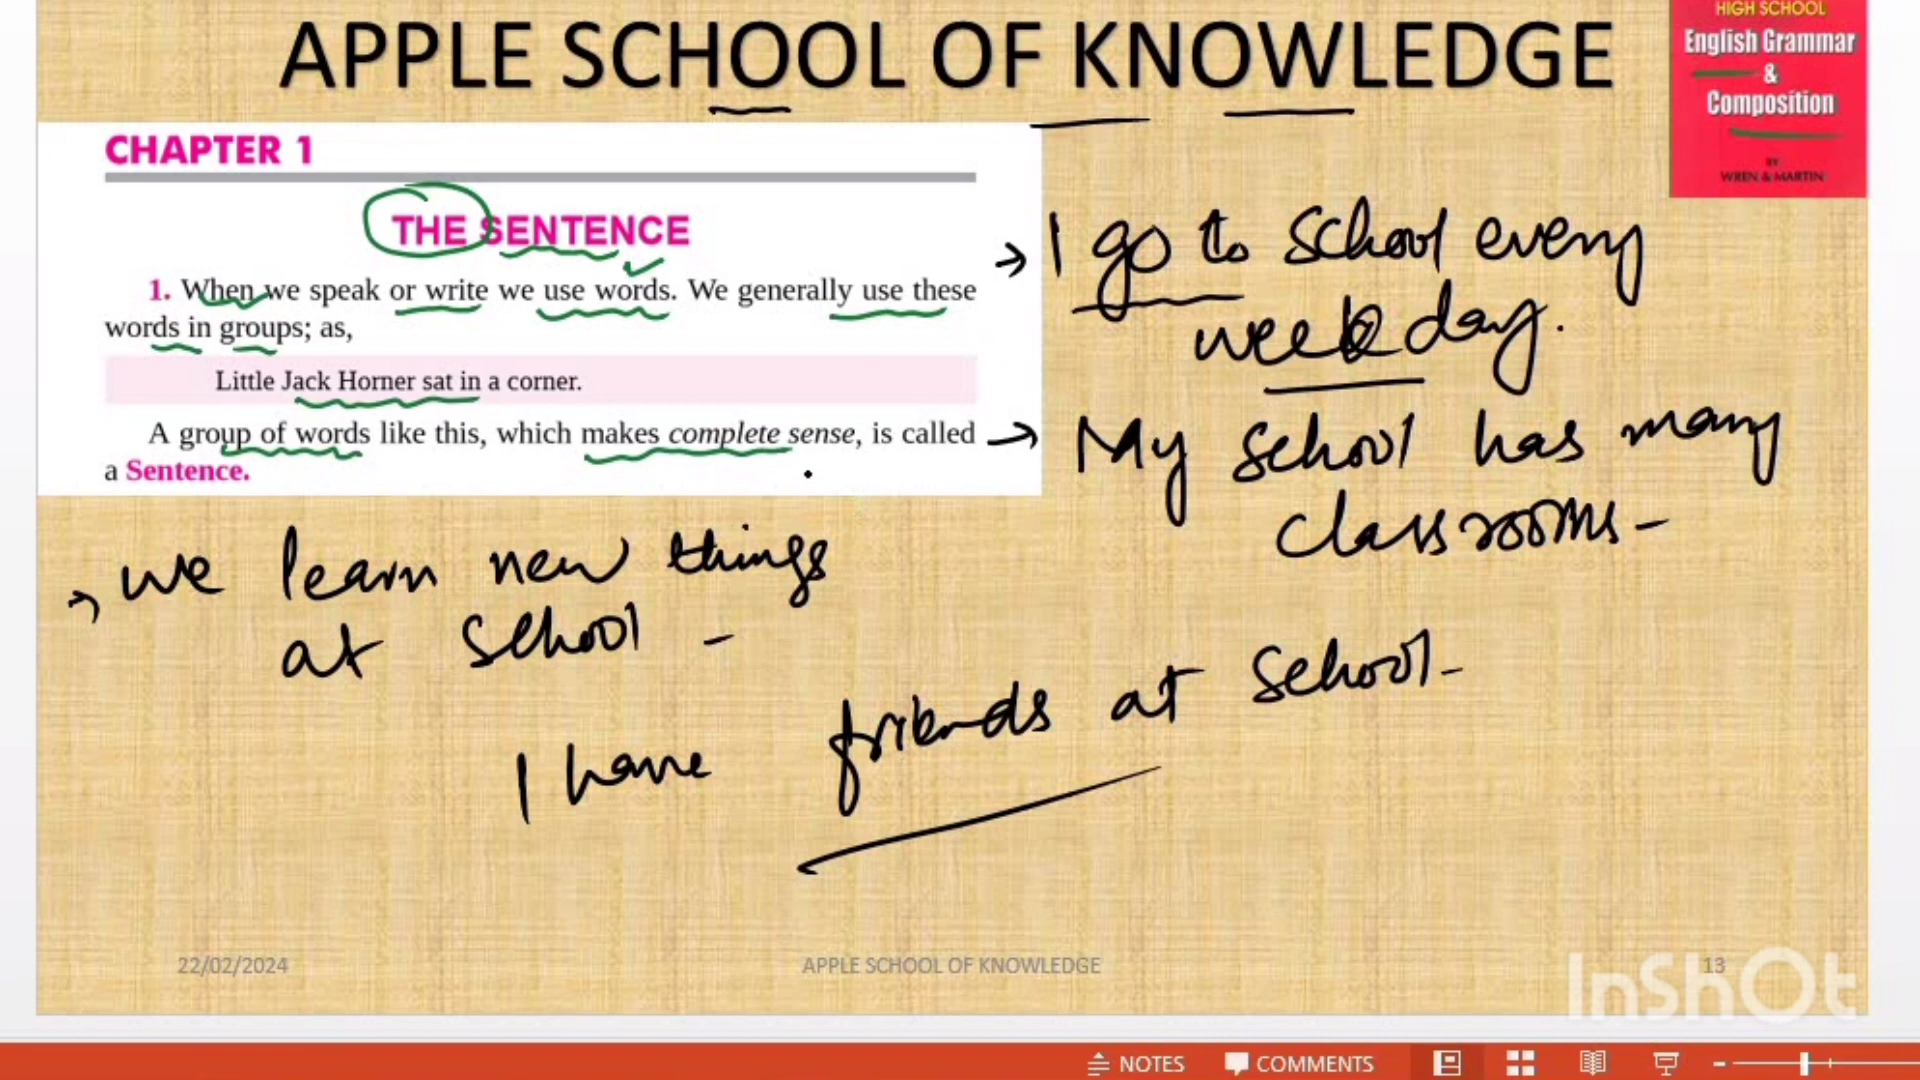 APPLE SCHOOL OF KNOWLEDGE
HIGH SCHOOL
English Grammar
&
Composition
BY
WREN & MARTIN
CHAPTER 1
THE SENTENCE
1. When we speak or write we use words. We generally use these
words in groups; as,
Little Jack Horner sat in a corner.
A group of words like this, which makes complete sense, is called
a Sentence.
→ I go to school every
week day.
→ My school has many
classrooms-
→ we learn new things
at school -
I have friends at school-
22/02/2024
APPLE SCHOOL OF KNOWLEDGE
13
InShOt
NOTES
COMMENTS